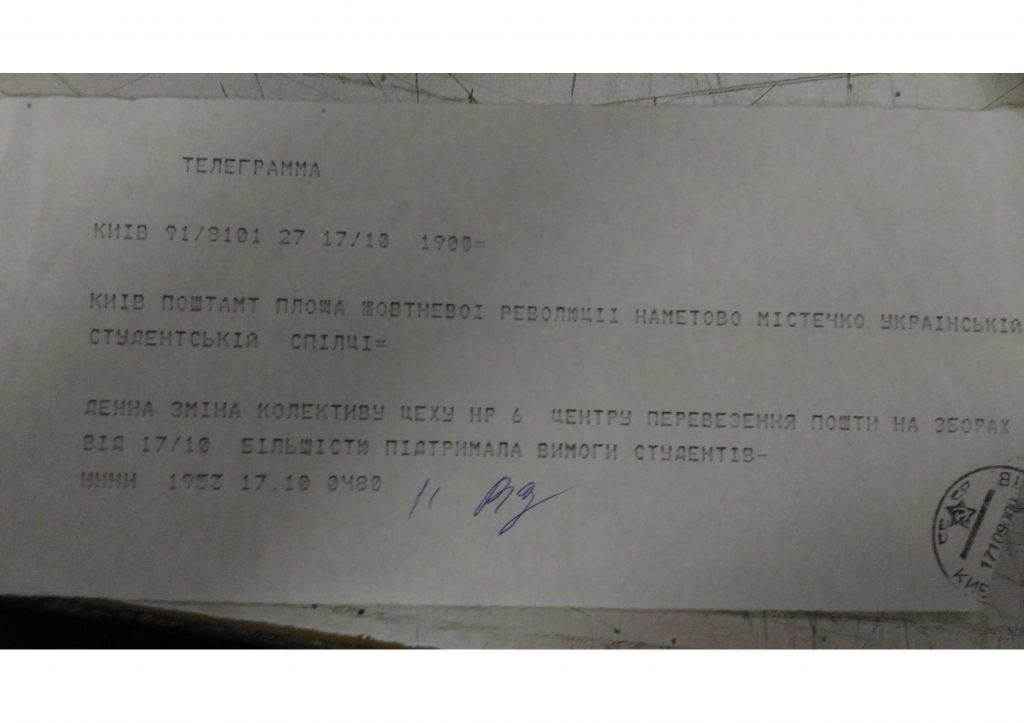 ТЕЛЕГРАММА
КИІВ 91/8101 27 17/10 1900=
КИІВ ПОШТАМТ ПЛОЩА ЖОВТНЕВОІ РЕВОЛЮЦІІ НАМЕТОВО МІСТЕЧКО УКРАІНСЬКІЙ
СТУДЕНТСЬКІЙ СПІЛЦІ=
ДЕННА ЗМІНА КОЛЕКТИВУ ЦЕХУ НР 6 ЦЕНТРУ ПЕРЕВЕЗЕННЯ ПОШТИ НА ЗБОРАХ
ВІД 17/10 БІЛЬШІСТЮ ПІДТРИМАЛА ВИМОГИ СТУДЕНТІВ-
НННН 1953 17.10 0480
СССР